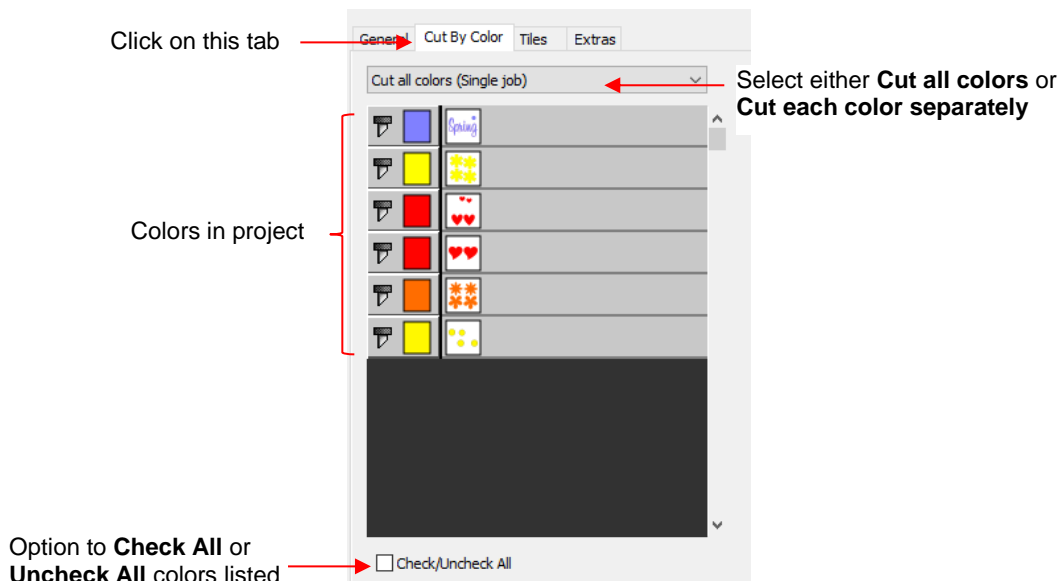 Click on this tab
General Cut By Color Tiles Extras
Cut all colors (Single job)
Select either Cut all colors or
Cut each color separately
Spring
Colors in project
Option to Check All or
Uncheck All colors listed
Check/Uncheck All